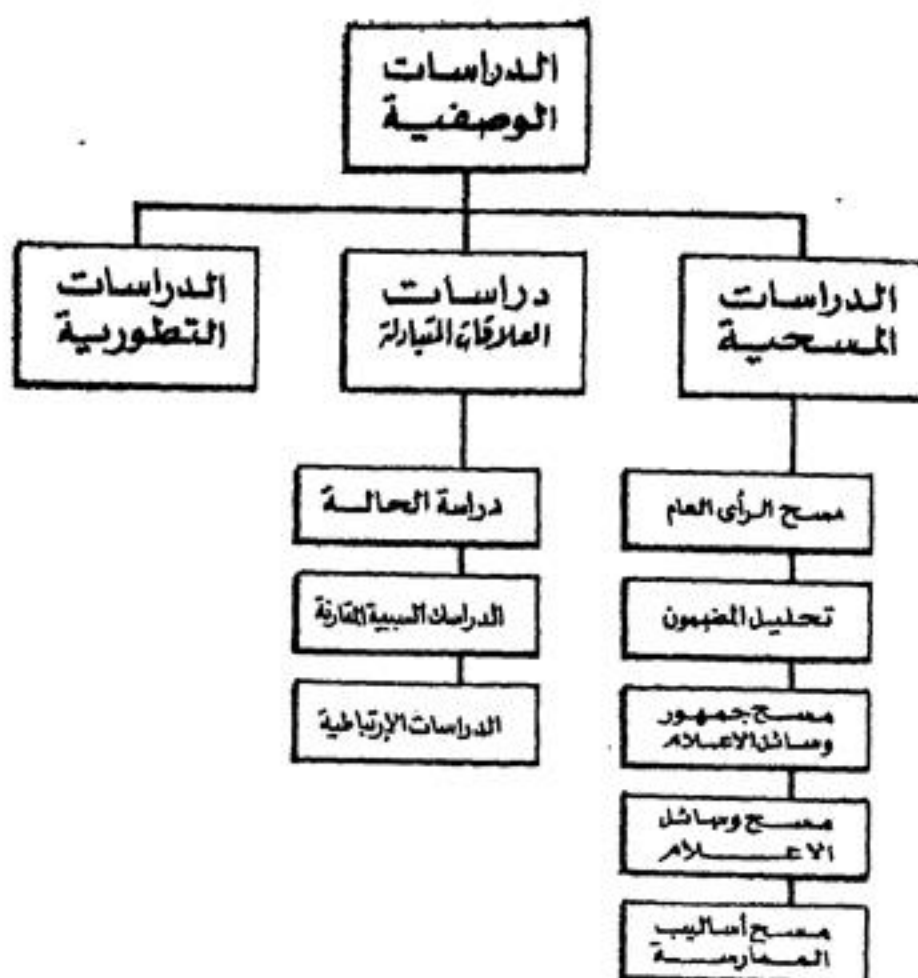 الدراسات
الوصفية
الدراسات
المسحية
دراسات
العلاقات المتبادلة
الدراسات
التطورية
مسح الرأى العام
تحليل المضمون
مسح جمهور
وسائل الاعلام
مسح وسائل
الاعلام
مسح أساليب
الممارسة
دراسة الحالة
الدراسات السببية المقارنة
الدراسات الإرتباطية